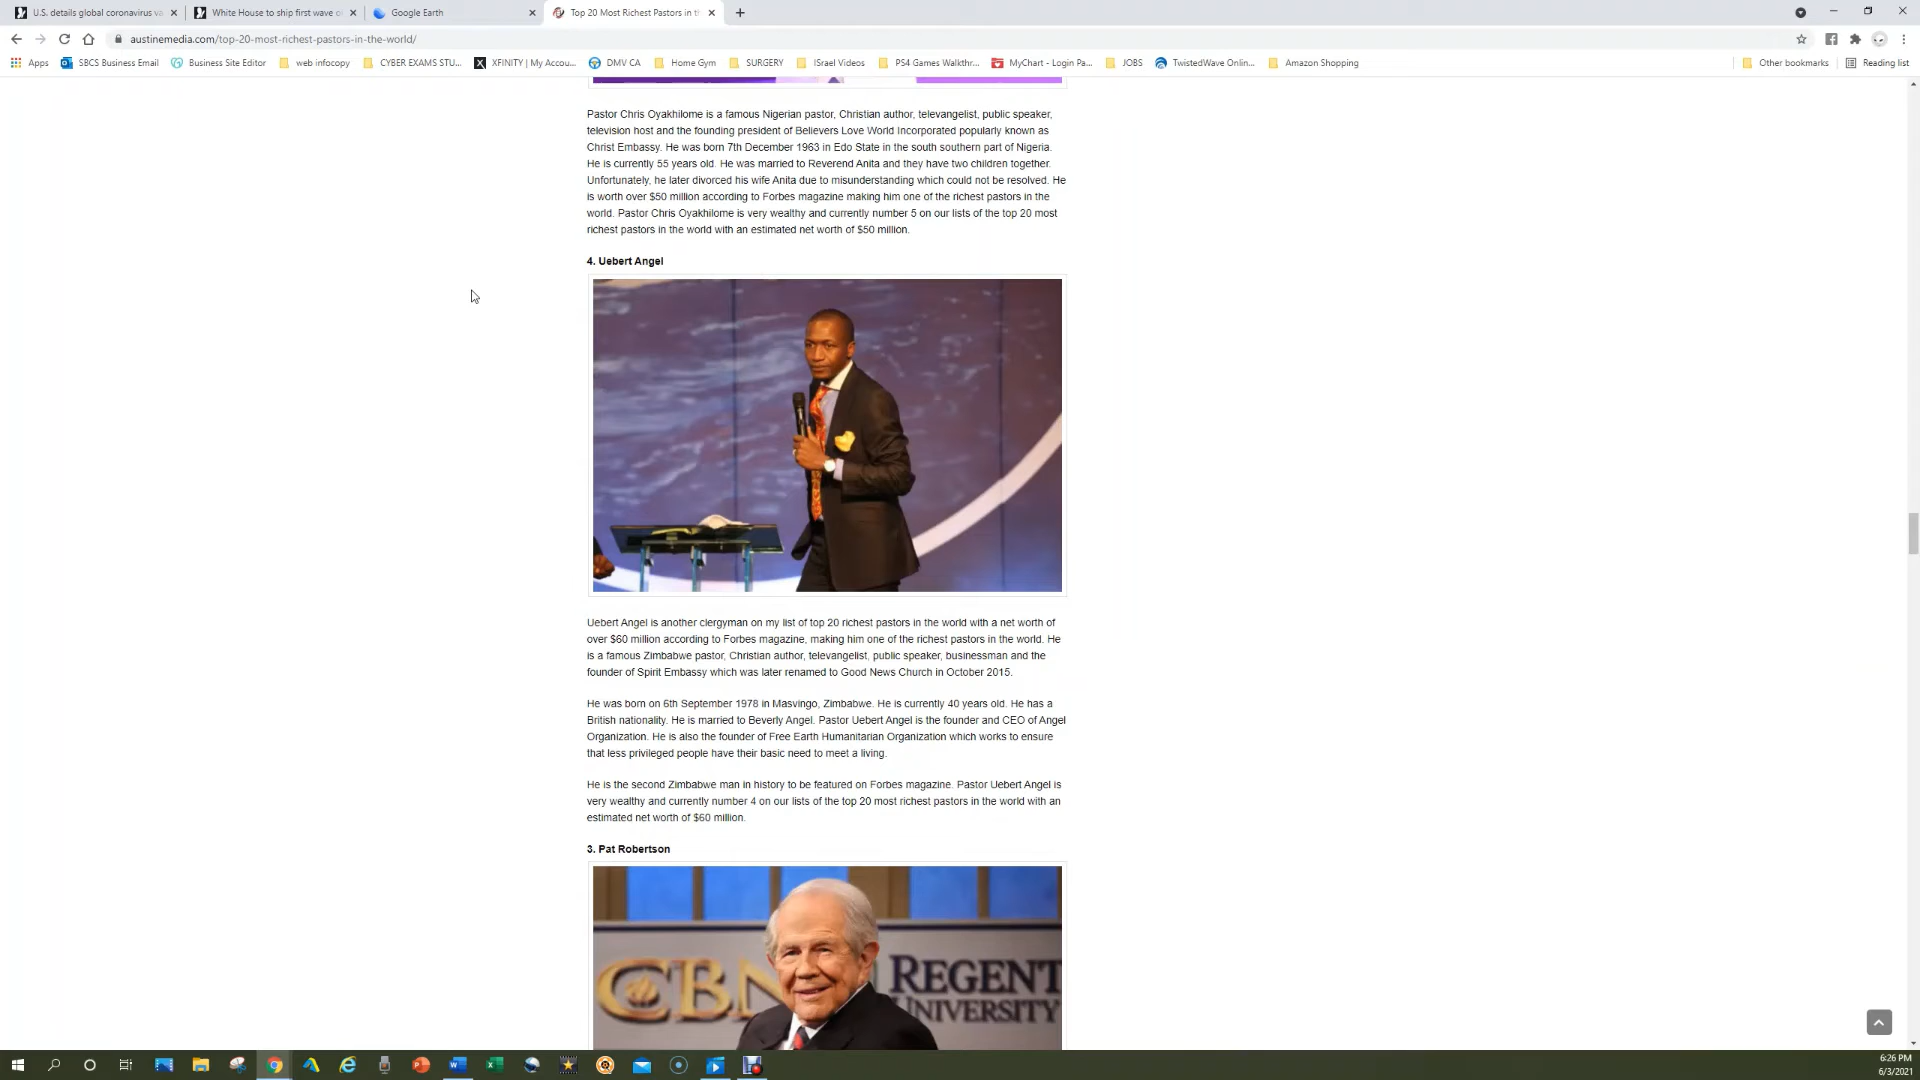 U.S. details global coronavirus va
White House to ship first wave o
Google Earth
Top 20 Most Richest Pastors in th
austinemedia.com/top-20-most-richest-pastors-in-the-world/
Apps
SBCS Business Email
Business Site Editor
web infocopy
CYBER EXAMS STU...
XFINITY | My Accou...
DMV CA
Home Gym
SURGERY
ISrael Videos
PS4 Games Walkthr...
MyChart - Login Pa...
JOBS
TwistedWave Onlin...
Amazon Shopping
Other bookmarks
Reading list
Pastor Chris Oyakhilome is a famous Nigerian pastor, Christian author, televangelist, public speaker,
television host and the founding president of Believers Love World Incorporated popularly known as
Christ Embassy. He was born 7th December 1963 in Edo State in the south southern part of Nigeria.
He is currently 55 years old. He was married to Reverend Anita and they have two children together.
Unfortunately, he later divorced his wife Anita due to misunderstanding which could not be resolved. He
is worth over $50 million according to Forbes magazine making him one of the richest pastors in the
world. Pastor Chris Oyakhilome is very wealthy and currently number 5 on our lists of the top 20 most
richest pastors in the world with an estimated net worth of $50 million.
4. Uebert Angel
Uebert Angel is another clergyman on my list of top 20 richest pastors in the world with a net worth of
over $60 million according to Forbes magazine, making him one of the richest pastors in the world. He
is a famous Zimbabwe pastor, Christian author, televangelist, public speaker, businessman and the
founder of Spirit Embassy which was later renamed to Good News Church in October 2015.
He was born on 6th September 1978 in Masvingo, Zimbabwe. He is currently 40 years old. He has a
British nationality. He is married to Beverly Angel. Pastor Uebert Angel is the founder and CEO of Angel
Organization. He is also the founder of Free Earth Humanitarian Organization which works to ensure
that less privileged people have their basic need to meet a living.
He is the second Zimbabwe man in history to be featured on Forbes magazine. Pastor Uebert Angel is
very wealthy and currently number 4 on our lists of the top 20 most richest pastors in the world with an
estimated net worth of $60 million.
3. Pat Robertson
CBN
REGENT
UNIVERSITY
6:26 PM
6/3/2021